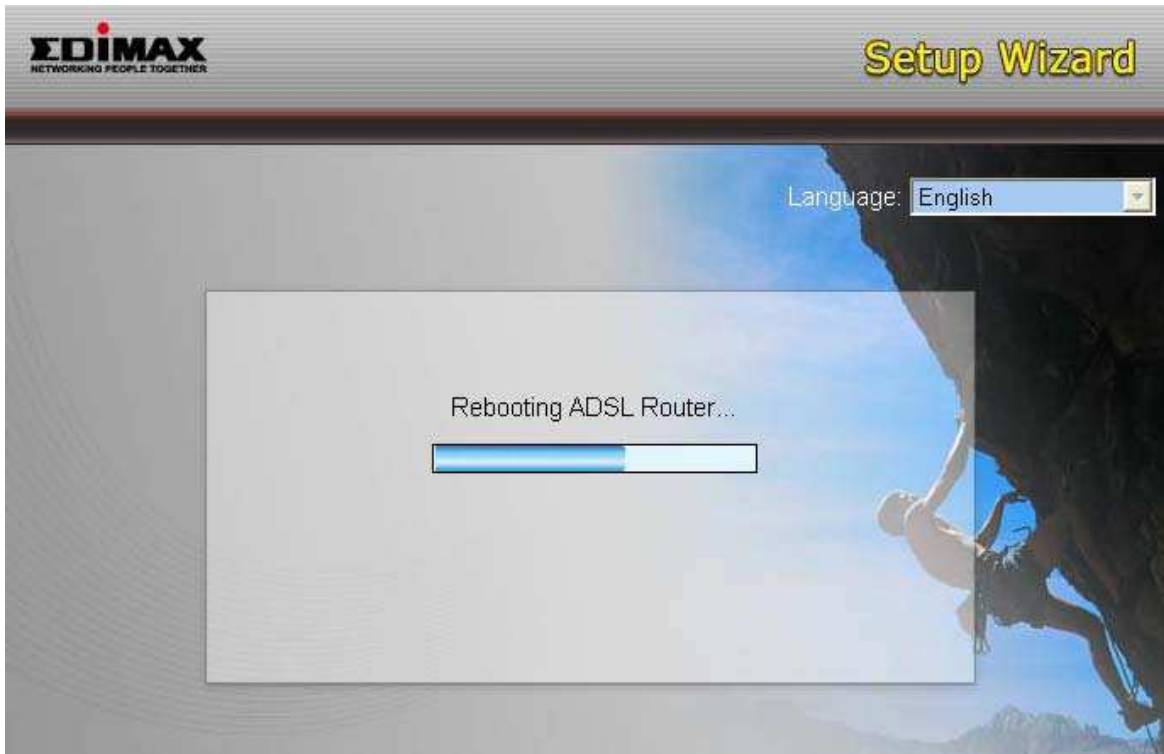 EDIMAX
NETWORKING PEOPLE TOGETHER
Setup Wizard
Language: English
Rebooting ADSL Router...